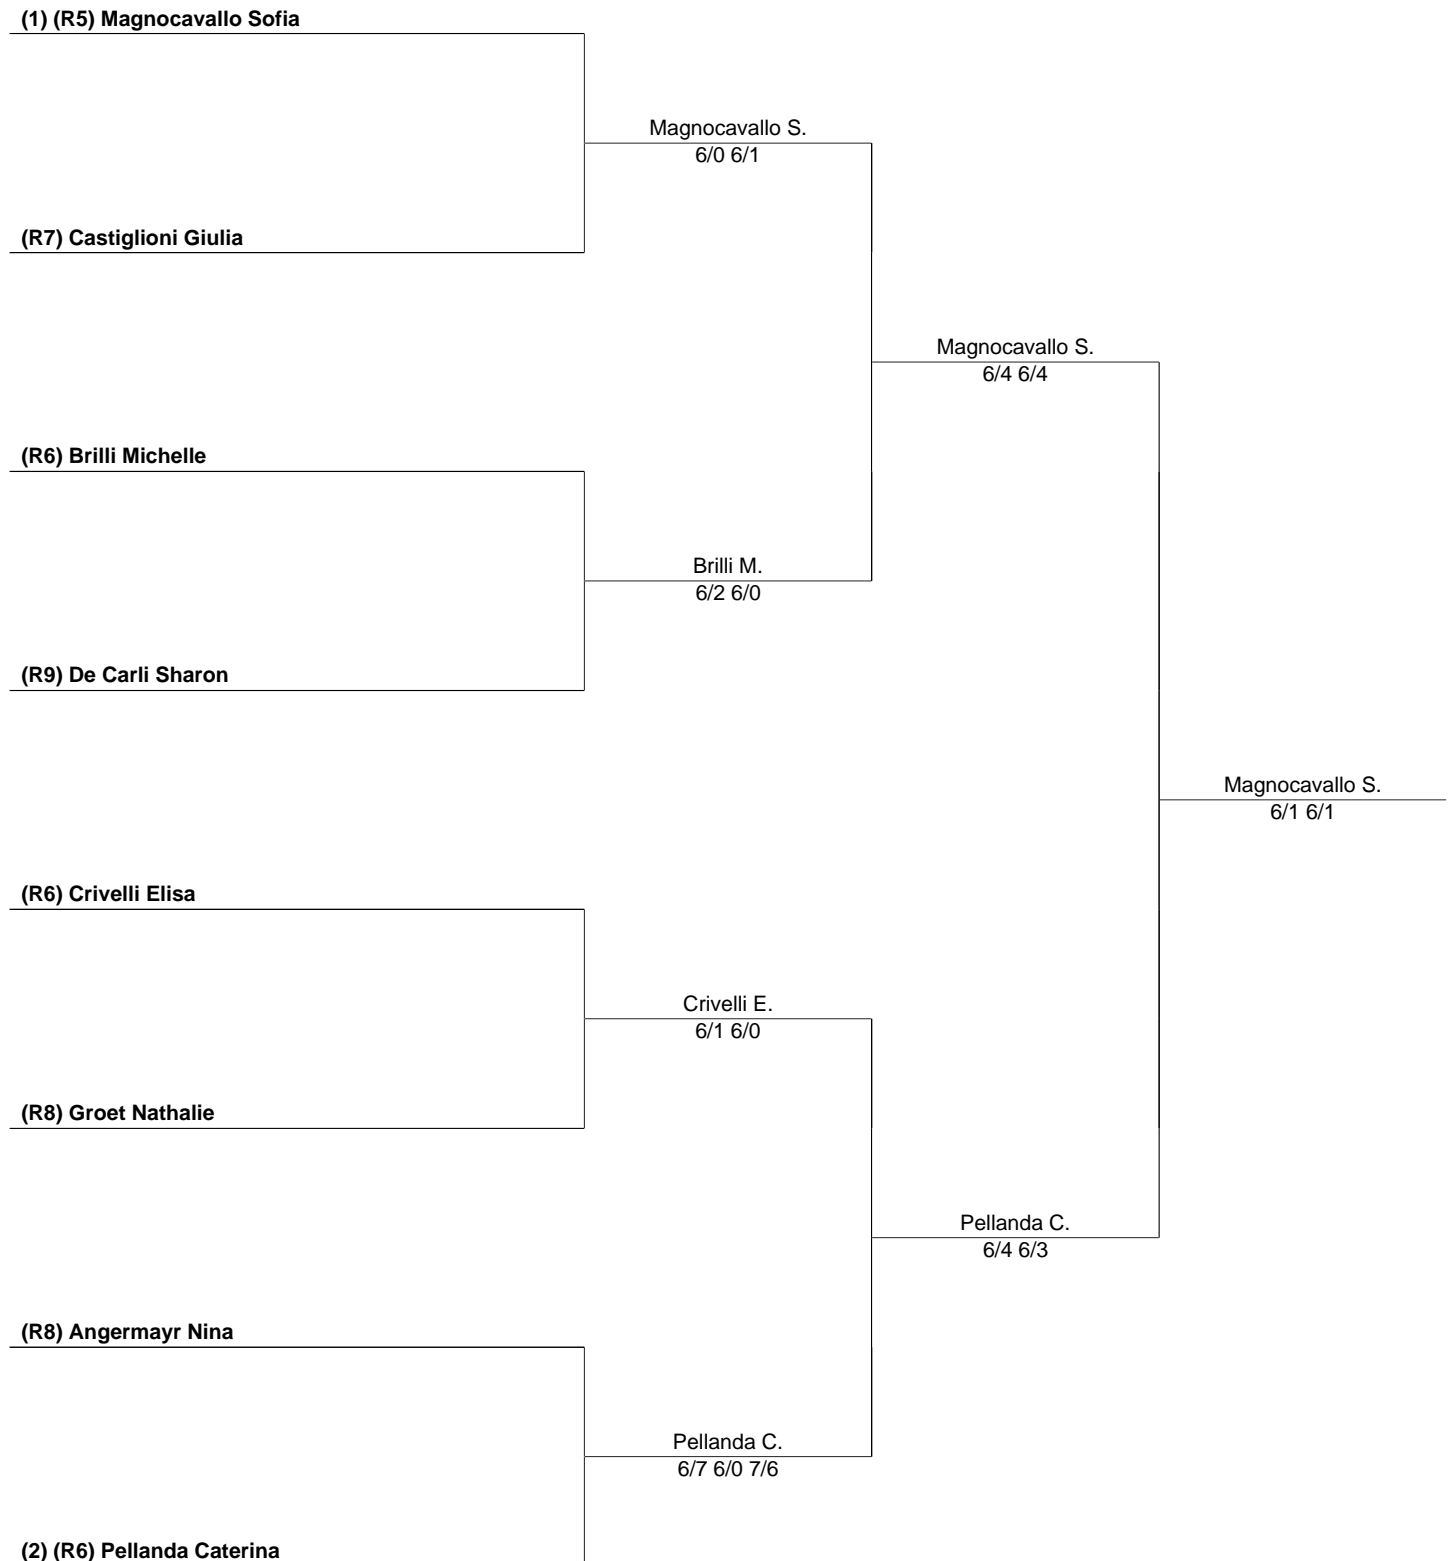 (1) (R5) Magnocavallo Sofia
Magnocavallo S.
6/0 6/1
(R7) Castiglioni Giulia
Magnocavallo S.
6/4 6/4
(R6) Brilli Michelle
Brilli M.
6/2 6/0
(R9) De Carli Sharon
Magnocavallo S.
6/1 6/1
(R6) Crivelli Elisa
Crivelli E.
6/1 6/0
(R8) Groet Nathalie
Pellanda C.
6/4 6/3
(R8) Angermayr Nina
Pellanda C.
6/7 6/0 7/6
(2) (R6) Pellanda Caterina